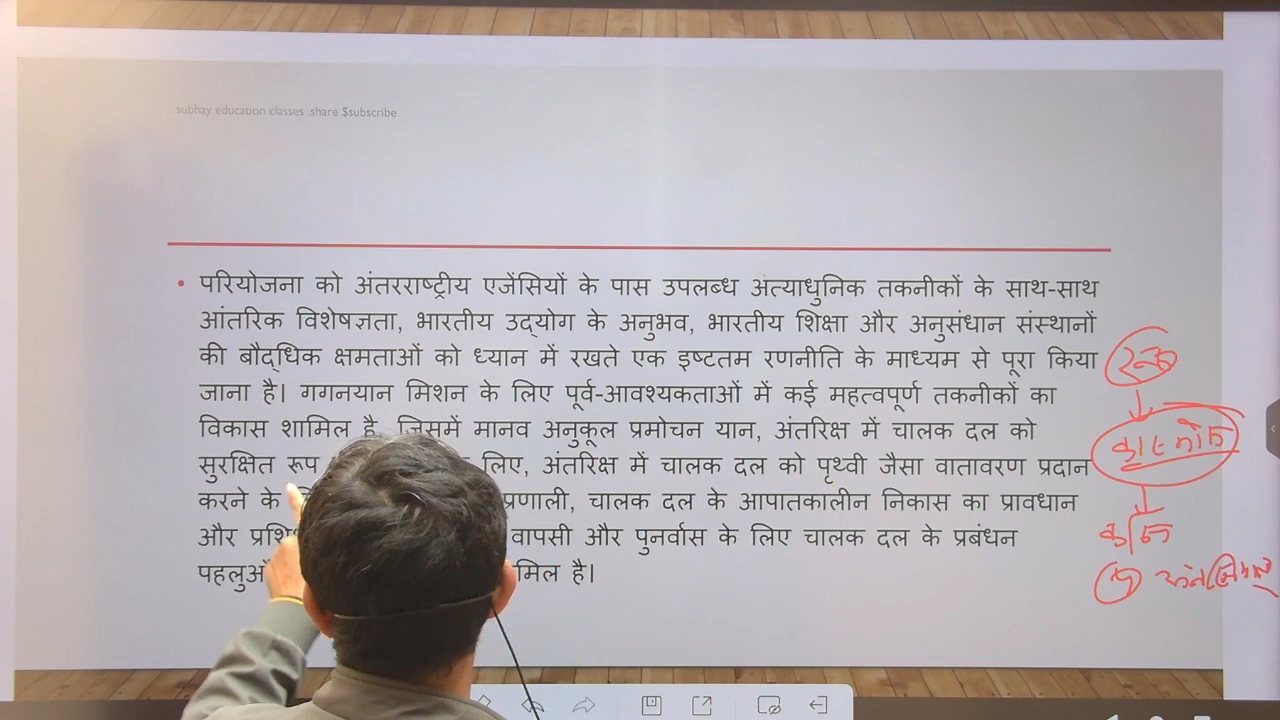 subhay education classes .share $subscribe
• परियोजना को अंतरराष्ट्रीय एजेंसियों के पास उपलब्ध अंत्याधुनिक तकनीकों के साथ-साथ
आंतरिक विशेषज्ञता, भारतीय उद्योग के अनुभव, भारतीय शिक्षा और अनुसंधान संस्थानों
की बौद्धिक क्षमताओं को ध्यान में रखते एक इष्टतम रणनीति के माध्यम से पूरा किया
जाना है। गगनयान मिशन के लिए पूर्व-आवश्यकताओं में कई महत्वपूर्ण तकनीकों का
विकास शामिल है, जिसमें मानव अनुकूल प्रमोचन यान, अंतरिक्ष में चालक दल को
सुरक्षित रूप लिए, अंतरिक्ष में चालक दल को पृथ्वी जैसा वातावरण प्रदान
करने के प्रणाली, चालक दल के आपातकालीन निकास का प्रावधान
और वापसी और पुनर्वास के लिए चालक दल के प्रबंधन
है।